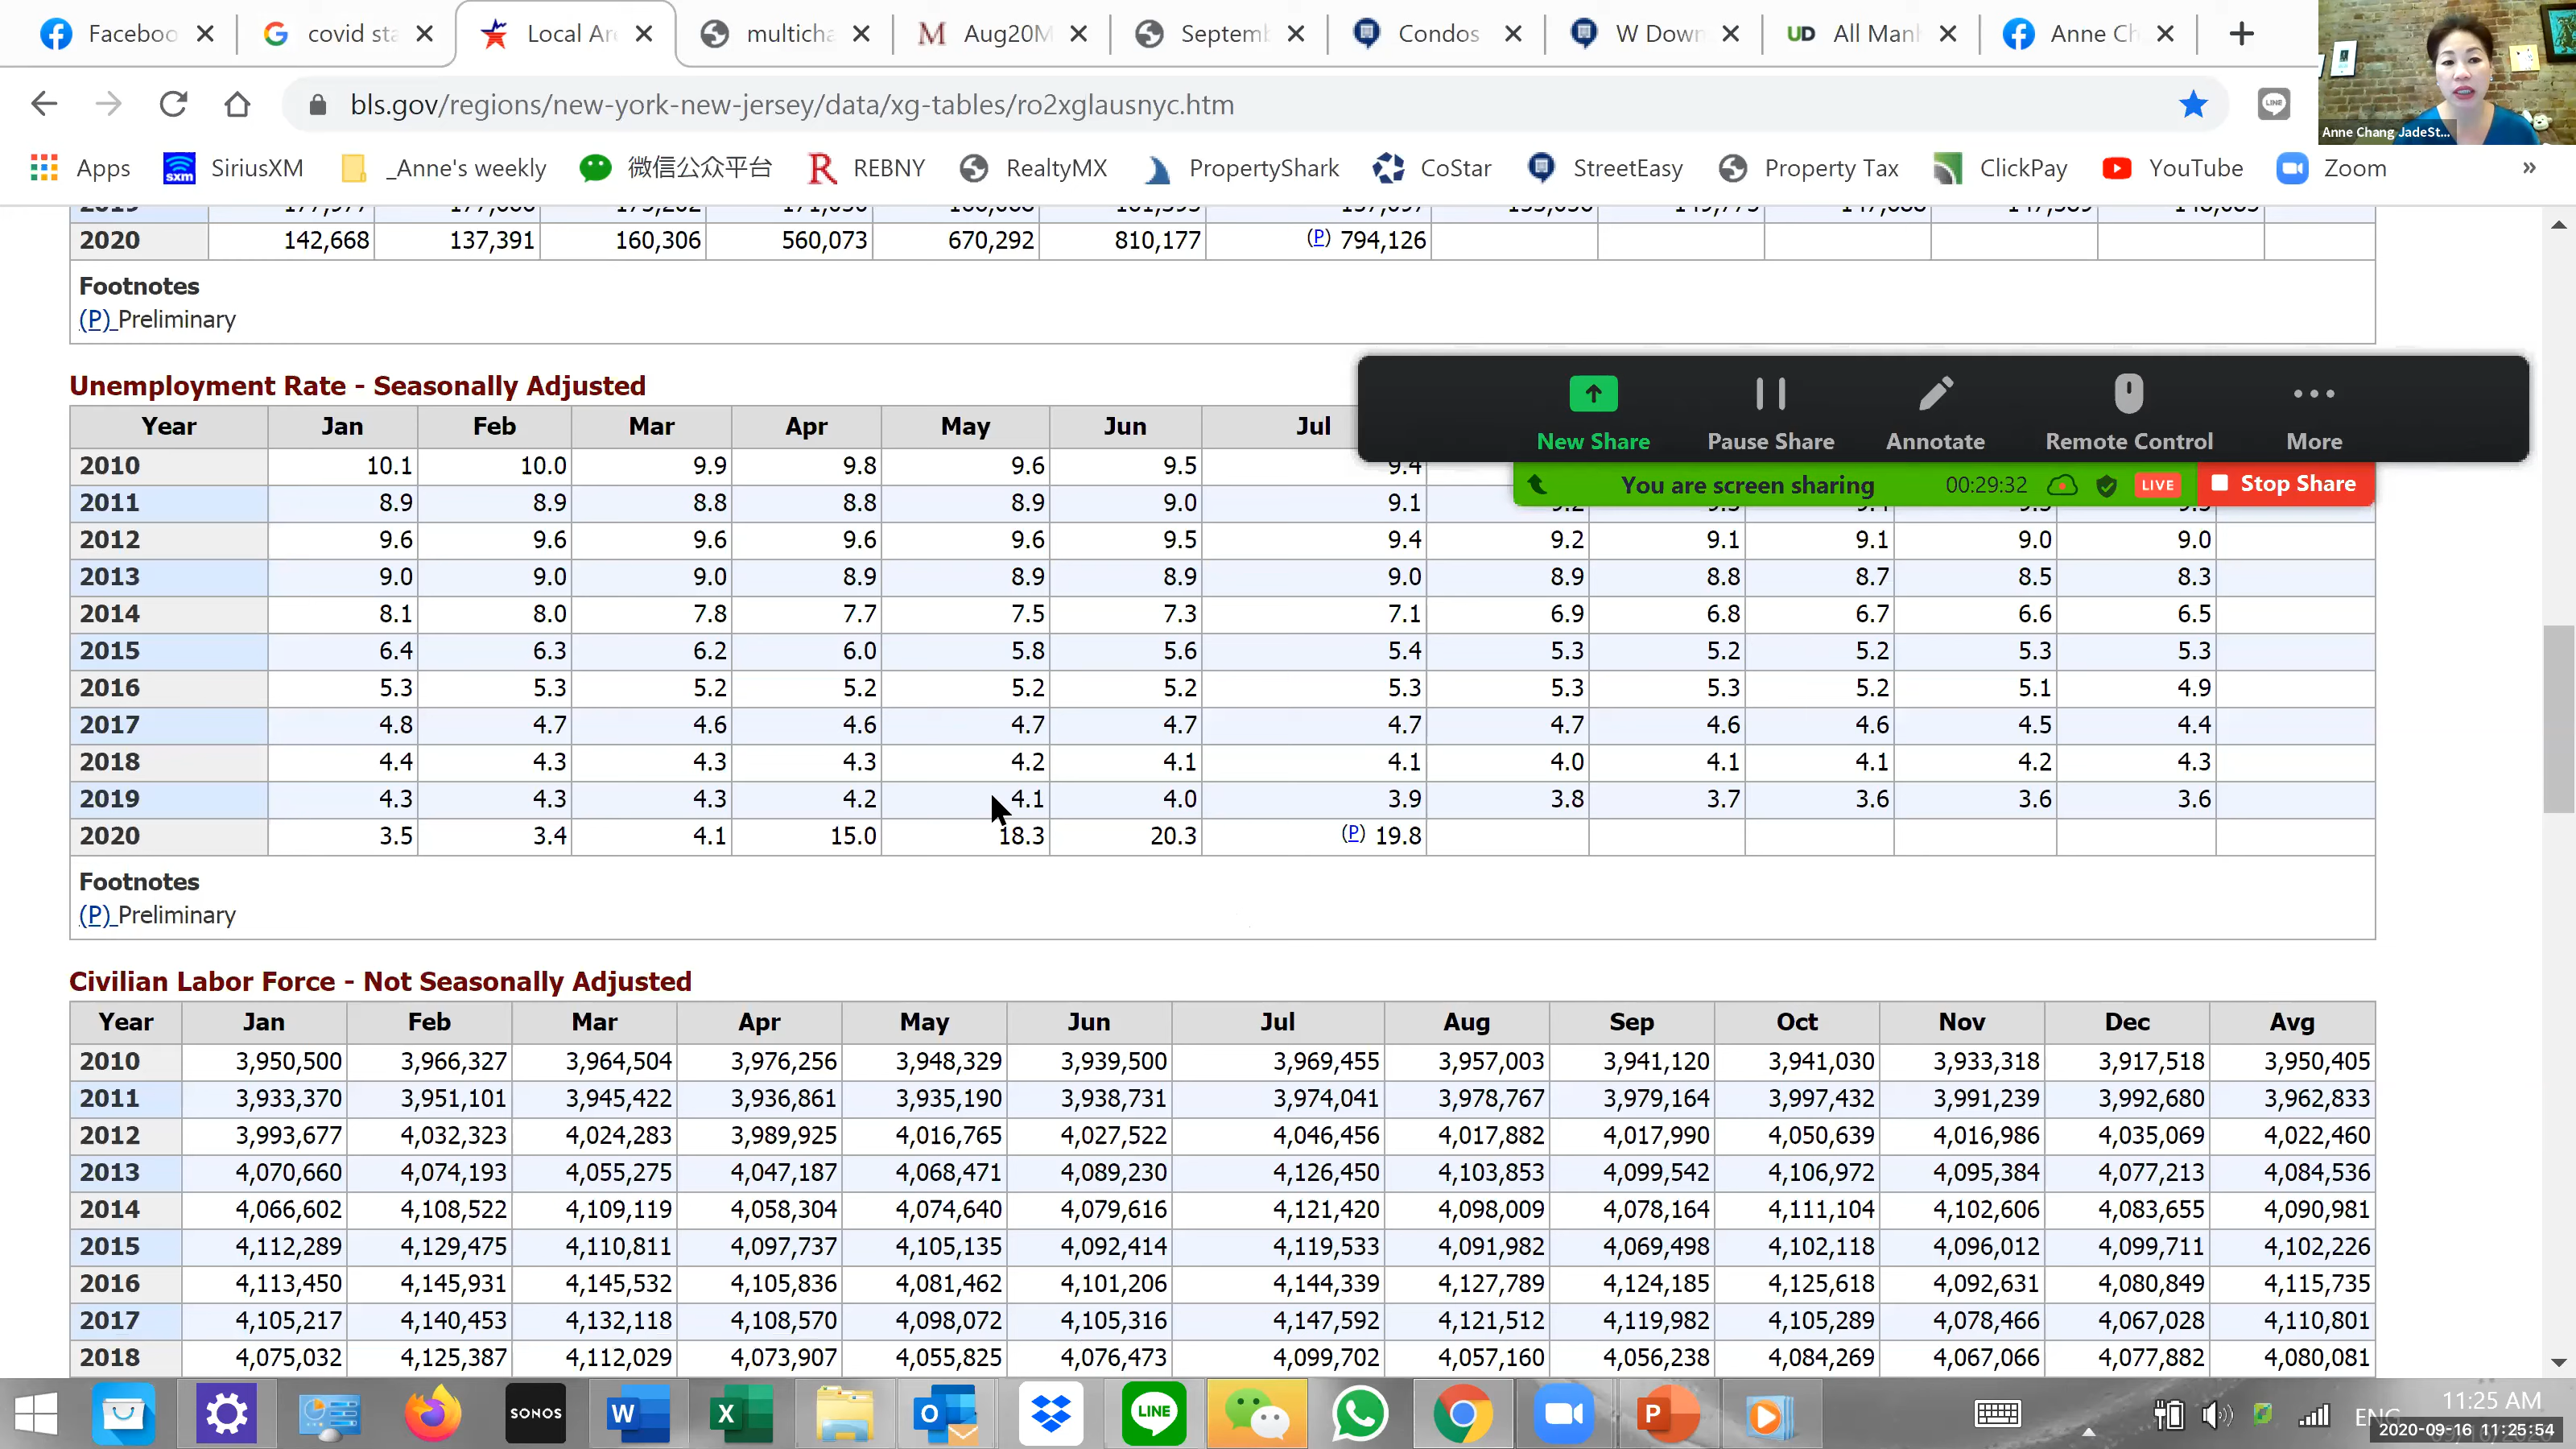 Faceboo
covid sta
Local Are
multicha
Aug20M
Septemb
Condos
W Down
UD All Manh
Anne Ch
bls.gov/regions/new-york-new-jersey/data/xg-tables/ro2xglausnyc.htm
LINE
Anne Chang JadeSt...
Apps
sxm SiriusXM
_Anne's weekly
微信公众平台
REBNY
RealtyMX
PropertyShark
CoStar
StreetEasy
Property Tax
ClickPay
YouTube
Zoom
»
2020 142,668 137,391 160,306 560,073 670,292 810,177 (P) 794,126
Footnotes
(P) Preliminary
Unemployment Rate - Seasonally Adjusted
Year Jan Feb Mar Apr May Jun Jul
New Share Pause Share Annotate Remote Control More
2010 10.1 10.0 9.9 9.8 9.6 9.5 9.4
You are screen sharing 00:29:32 LIVE Stop Share
2011 8.9 8.9 8.8 8.8 8.9 9.0 9.1
2012 9.6 9.6 9.6 9.6 9.6 9.5 9.4 9.2 9.1 9.1 9.0 9.0
2013 9.0 9.0 9.0 8.9 8.9 8.9 9.0 8.9 8.8 8.7 8.5 8.3
2014 8.1 8.0 7.8 7.7 7.5 7.3 7.1 6.9 6.8 6.7 6.6 6.5
2015 6.4 6.3 6.2 6.0 5.8 5.6 5.4 5.3 5.2 5.2 5.3 5.3
2016 5.3 5.3 5.2 5.2 5.2 5.2 5.3 5.3 5.3 5.2 5.1 4.9
2017 4.8 4.7 4.6 4.6 4.7 4.7 4.7 4.7 4.6 4.6 4.5 4.4
2018 4.4 4.3 4.3 4.3 4.2 4.1 4.1 4.0 4.1 4.1 4.2 4.3
2019 4.3 4.3 4.3 4.2 4.1 4.0 3.9 3.8 3.7 3.6 3.6 3.6
2020 3.5 3.4 4.1 15.0 18.3 20.3 (P) 19.8
Footnotes
(P) Preliminary
Civilian Labor Force - Not Seasonally Adjusted
Year Jan Feb Mar Apr May Jun Jul Aug Sep Oct Nov Dec Avg
2010 3,950,500 3,966,327 3,964,504 3,976,256 3,948,329 3,939,500 3,969,455 3,957,003 3,941,120 3,941,030 3,933,318 3,917,518 3,950,405
2011 3,933,370 3,951,101 3,945,422 3,936,861 3,935,190 3,938,731 3,974,041 3,978,767 3,979,164 3,997,432 3,991,239 3,992,680 3,962,833
2012 3,993,677 4,032,323 4,024,283 3,989,925 4,016,765 4,027,522 4,046,456 4,017,882 4,017,990 4,050,639 4,016,986 4,035,069 4,022,460
2013 4,070,660 4,074,193 4,055,275 4,047,187 4,068,471 4,089,230 4,126,450 4,103,853 4,099,542 4,106,972 4,095,384 4,077,213 4,084,536
2014 4,066,602 4,108,522 4,109,119 4,058,304 4,074,640 4,079,616 4,121,420 4,098,009 4,078,164 4,111,104 4,102,606 4,083,655 4,090,981
2015 4,112,289 4,129,475 4,110,811 4,097,737 4,105,135 4,092,414 4,119,533 4,091,982 4,069,498 4,102,118 4,096,012 4,099,711 4,102,226
2016 4,113,450 4,145,931 4,145,532 4,105,836 4,081,462 4,101,206 4,144,339 4,127,789 4,124,185 4,125,618 4,092,631 4,080,849 4,115,735
2017 4,105,217 4,140,453 4,132,118 4,108,570 4,098,072 4,105,316 4,147,592 4,121,512 4,119,982 4,105,289 4,078,466 4,067,028 4,110,801
2018 4,075,032 4,125,387 4,112,029 4,073,907 4,055,825 4,076,473 4,099,702 4,057,160 4,056,238 4,084,269 4,067,066 4,077,882 4,080,081
SONOS
LINE
ENG
11:25 AM
2020-09-16 11:25:54